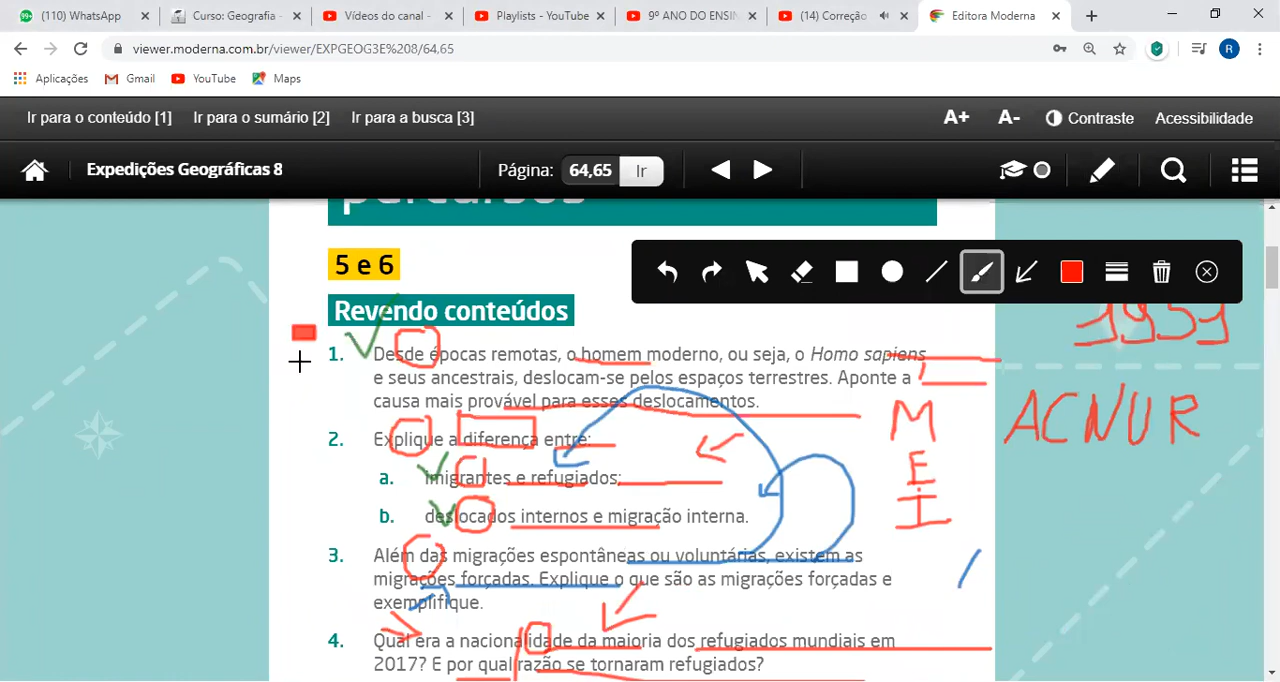 (110) WhatsApp
Curso: Geografia -
Vídeos do canal -
Playlists - YouTube
9º ANO DO ENSIN
(14) Correção
Editora Moderna
viewer.moderna.com.br/viewer/EXPGEOG3E%208/64,65
R
Aplicações
Gmail
YouTube
Maps
Ir para o conteúdo [1]
Ir para o sumário [2]
Ir para a busca [3]
A+
A-
Contraste
Acessibilidade
Expedições Geográficas 8
Página:
64,65
Ir
percursos
5 e 6
Revendo conteúdos
1951
1. Desde épocas remotas, o homem moderno, ou seja, o Homo sapiens
e seus ancestrais, deslocam-se pelos espaços terrestres. Aponte a
causa mais provável para esses deslocamentos.
M
ACNUR
2. Explique a diferença entre:
E
a. imigrantes e refugiados;
I
b. deslocados internos e migração interna.
3. Além das migrações espontâneas ou voluntárias, existem as
migrações forçadas. Explique o que são as migrações forçadas e
exemplifique.
4. Qual era a nacionalidade da maioria dos refugiados mundiais em
2017? E por qual razão se tornaram refugiados?